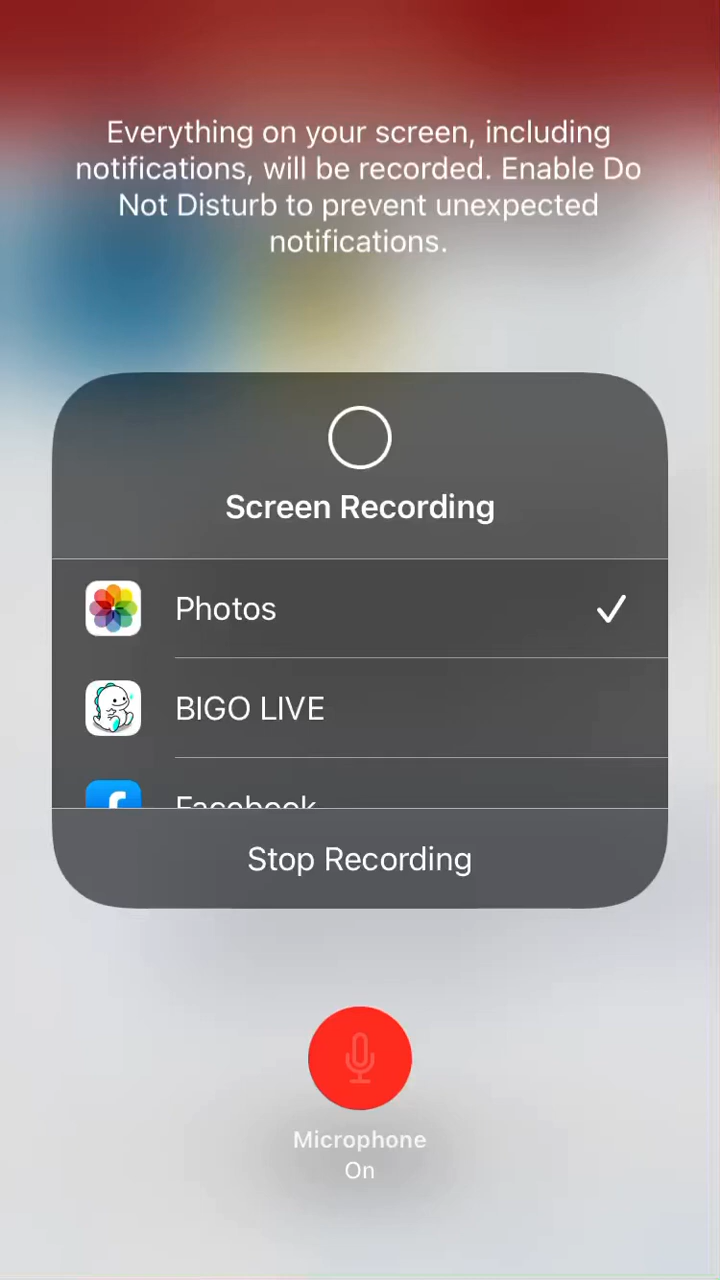 Everything on your screen, including
notifications, will be recorded. Enable Do
Not Disturb to prevent unexpected
notifications.
Screen Recording
Photos
BIGO LIVE
Facebook
Stop Recording
Microphone
On